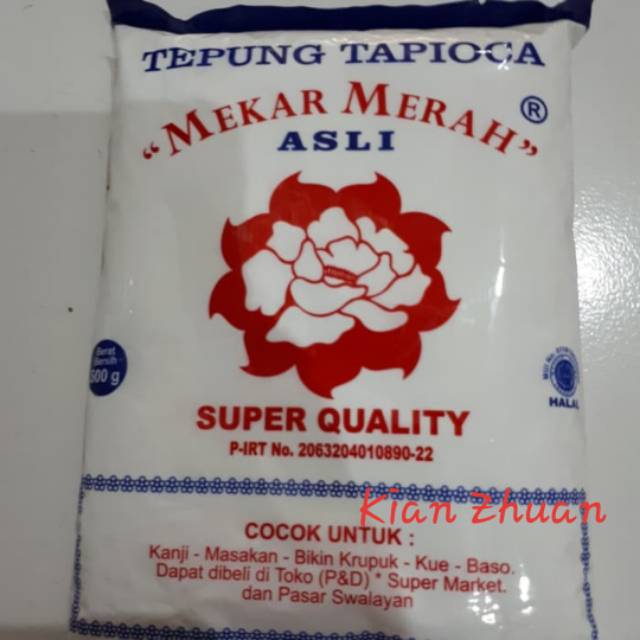 TEPUNG TAPIOCA
"MEKAR MERAH" ®
ASLI
Berat
Bersih
500 g
HALAL
SUPER QUALITY
P-IRT No. 2063204010890-22
Kian Zhuan
COCOK UNTUK :
Kanji - Masakan - Bikin Krupuk - Kue - Baso.
Dapat dibeli di Toko (P&D) * Super Market.
dan Pasar Swalayan